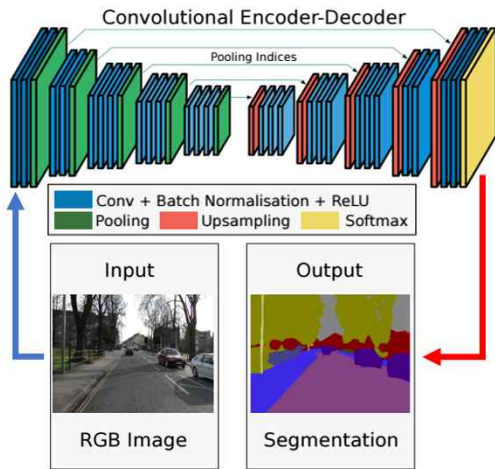 Convolutional Encoder-Decoder
Pooling Indices
Conv + Batch Normalisation + ReLU
Pooling
Upsampling
Softmax
Input
Output
RGB Image
Segmentation